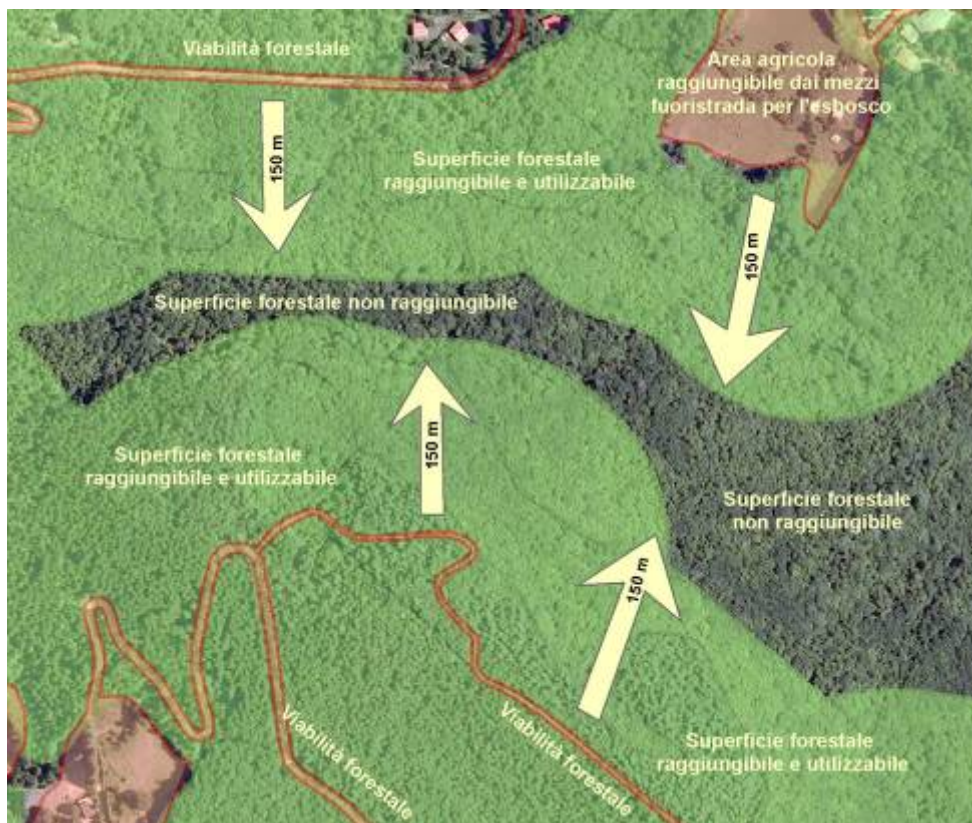 Viabilità forestale
Area agricola
raggiungibile dai mezzi
fuoristrada per l'esbosco
150 m
Superficie forestale
raggiungibile e utilizzabile
150 m
Superficie forestale non raggiungibile
150 m
Superficie forestale
raggiungibile e utilizzabile
Superficie forestale
non raggiungibile
150 m
Viabilità forestale
Viabilità forestale
Superficie forestale
raggiungibile e utilizzabile